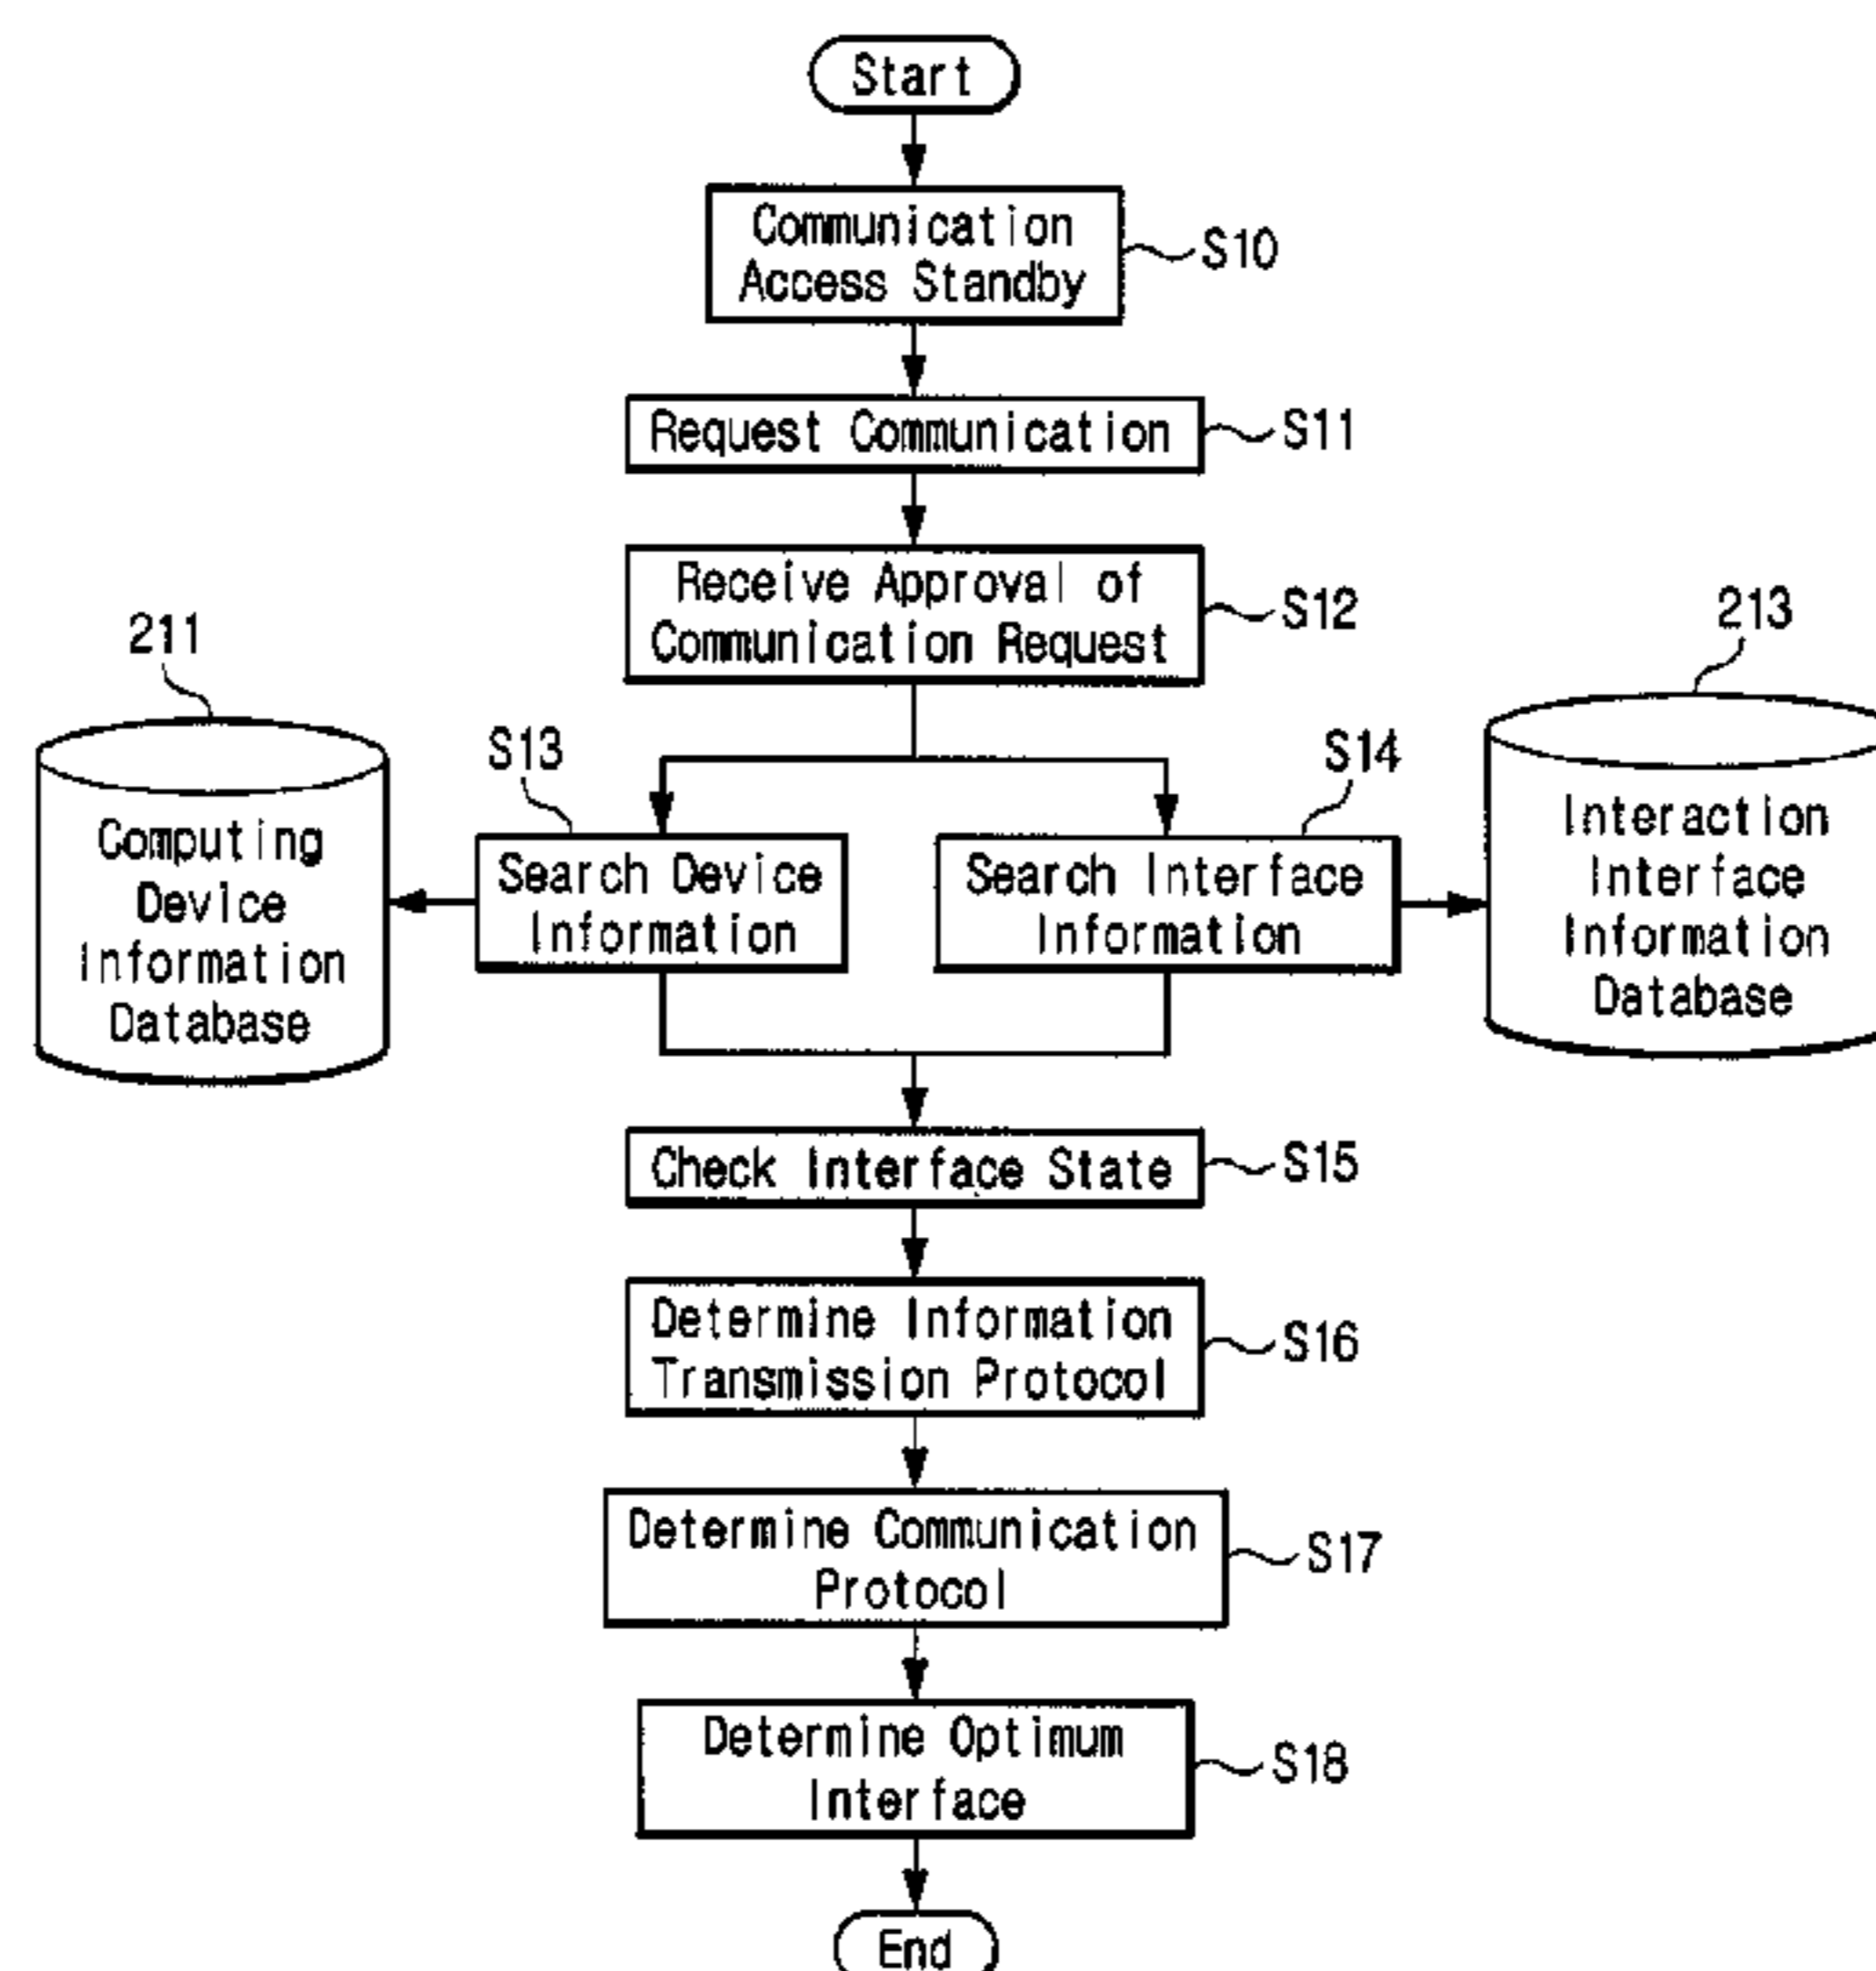 Start
Communication
Access Standby
S10
Request Communication
S11
Receive Approval of
Communication Request
S12
211
213
S13
S14
Computing
Device
Information
Database
Search Device
Information
Search Interface
Information
Interaction
Interface
Information
Database
Check Interface State
S15
Determine Information
Transmission Protocol
S16
Determine Communication
Protocol
S17
Determine Optimum
Interface
S18
End